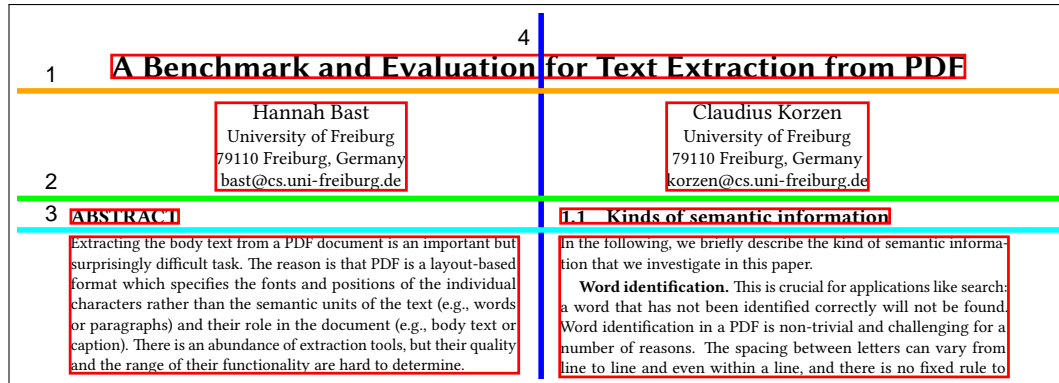 4
1
A Benchmark and Evaluation for Text Extraction from PDF
Hannah Bast
University of Freiburg
79110 Freiburg, Germany
bast@cs.uni-freiburg.de
Claudius Korzen
University of Freiburg
79110 Freiburg, Germany
korzen@cs.uni-freiburg.de
2
3
ABSTRACT
Extracting the body text from a PDF document is an important but
surprisingly difficult task. The reason is that PDF is a layout-based
format which specifies the fonts and positions of the individual
characters rather than the semantic units of the text (e.g., words
or paragraphs) and their role in the document (e.g., body text or
caption). There is an abundance of extraction tools, but their quality
and the range of their functionality are hard to determine.
1.1 Kinds of semantic information
In the following, we briefly describe the kind of semantic informa-
tion that we investigate in this paper.
Word identification. This is crucial for applications like search:
a word that has not been identified correctly will not be found.
Word identification in a PDF is non-trivial and challenging for a
number of reasons. The spacing between letters can vary from
line to line and even within a line, and there is no fixed rule to